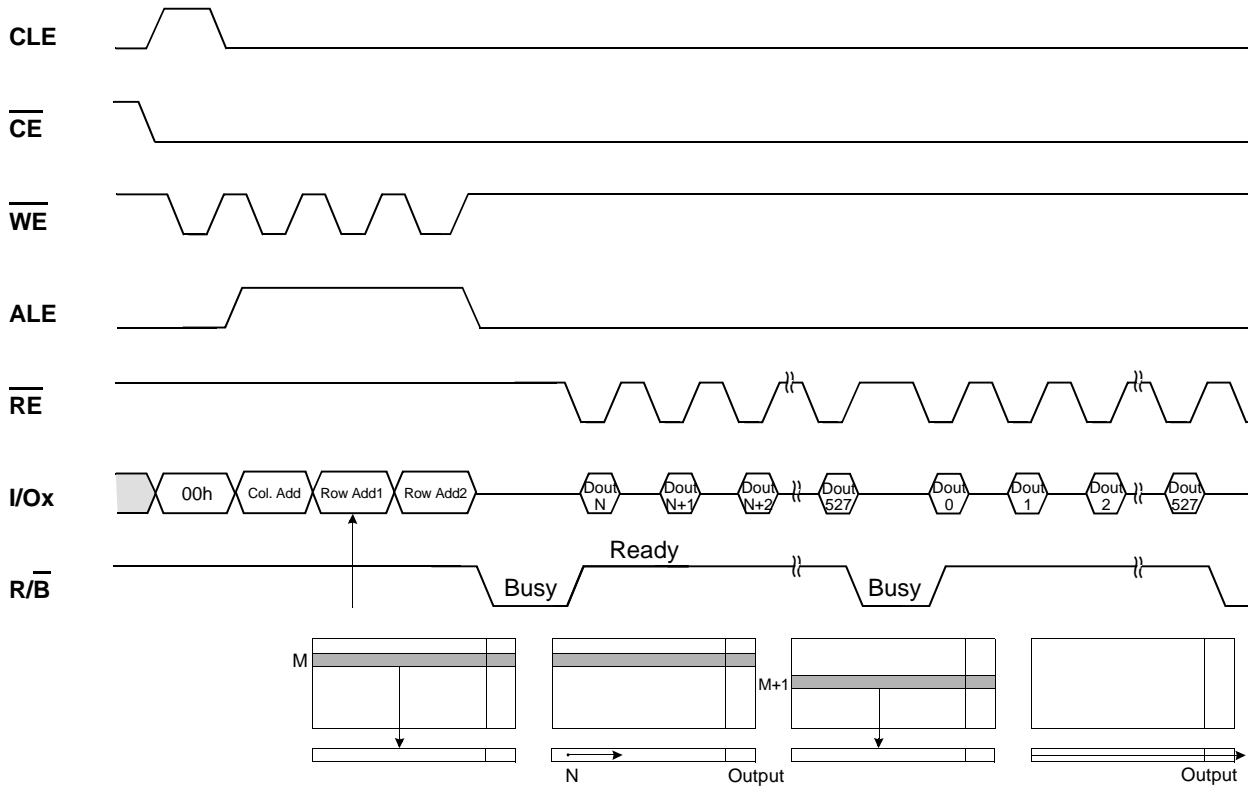 CLE
CE
WE
ALE
RE
I/Ox
00h
Col. Add
Row Add1
Row Add2
Dout
N
Dout
N+1
Dout
N+2
Dout
527
Dout
0
Dout
1
Dout
2
Dout
527
R/B
Busy
Ready
Busy
M
M+1
N
Output
Output